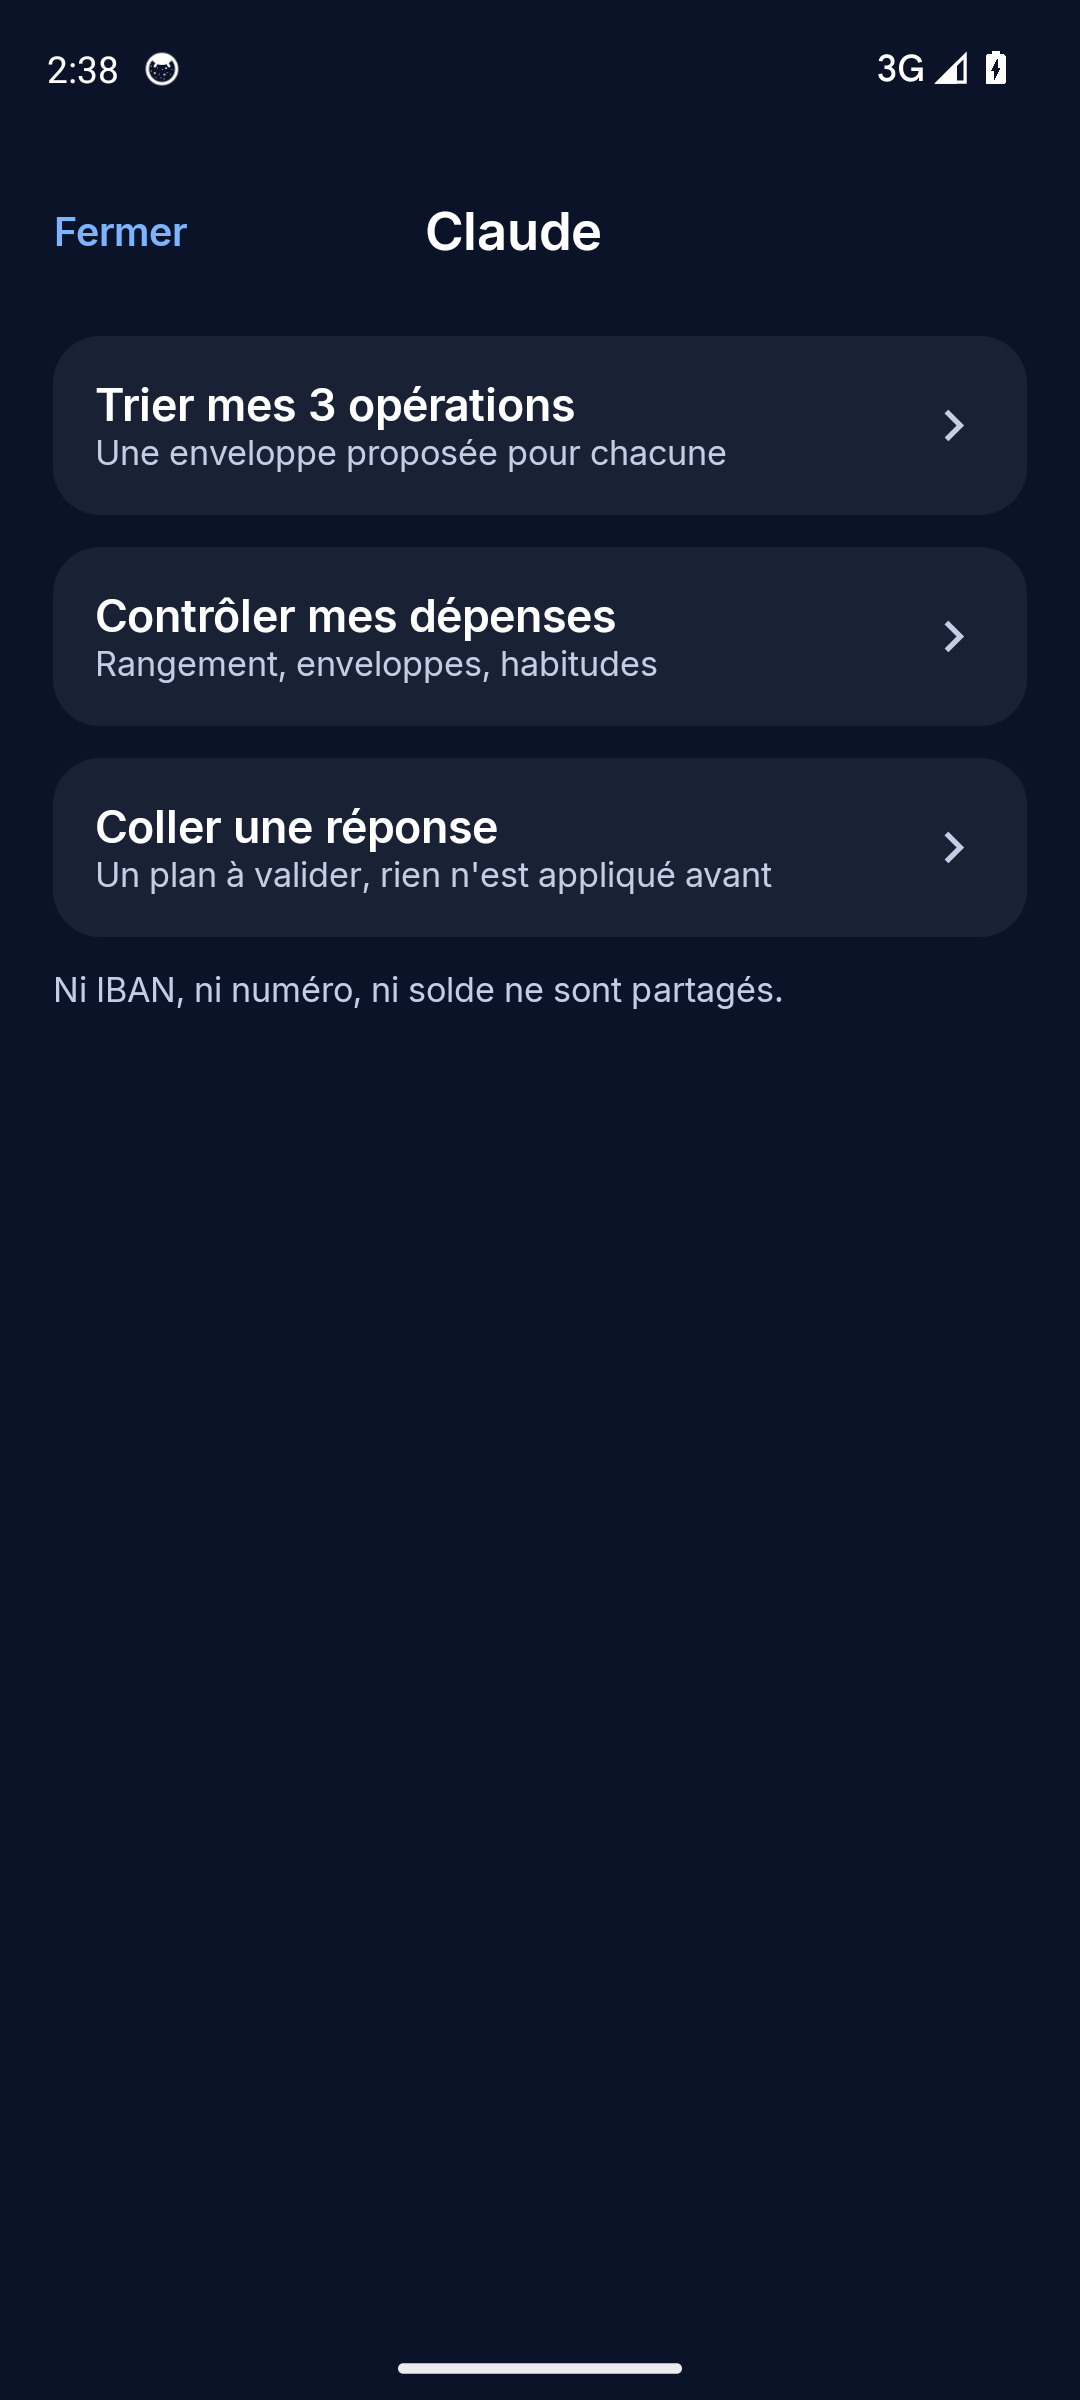 2:38
3G
Fermer
Claude
Trier mes 3 opérations
Une enveloppe proposée pour chacune
Contrôler mes dépenses
Rangement, enveloppes, habitudes
Coller une réponse
Un plan à valider, rien n'est appliqué avant
Ni IBAN, ni numéro, ni solde ne sont partagés.